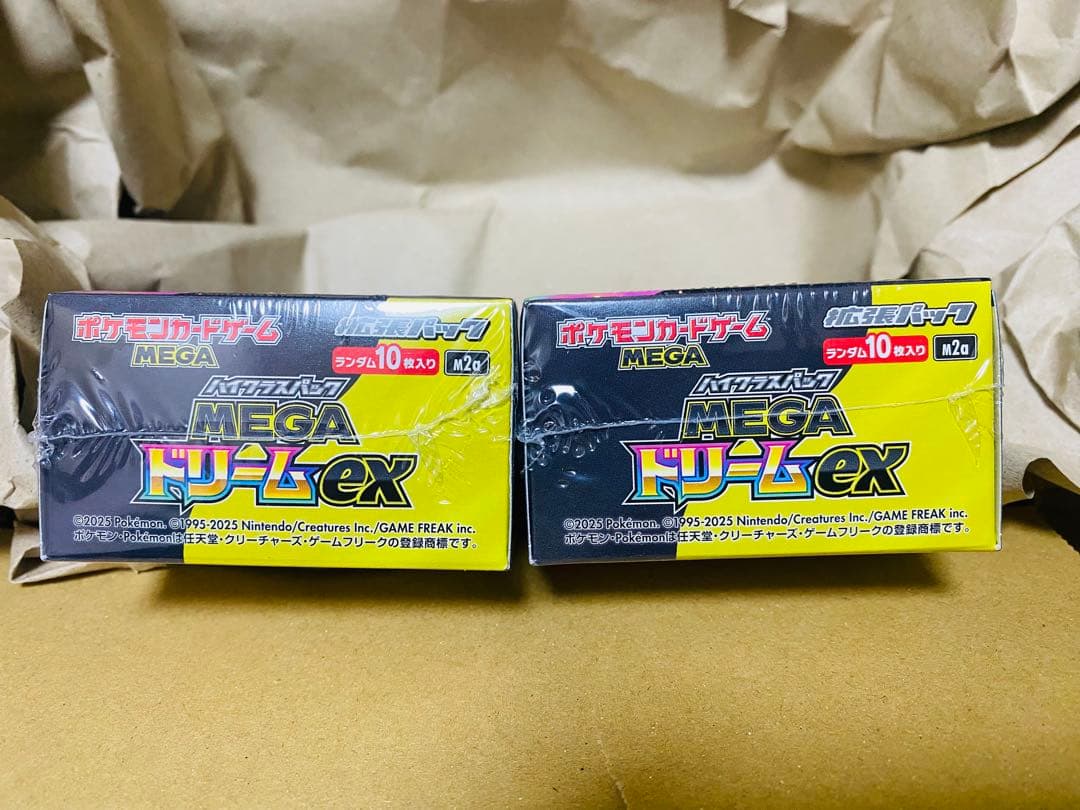 ポケモンカードゲーム
MEGA
拡張パック
ランダム10枚入り
M2a
ハイクラスパック
MEGA
ドリームex
©2025 Pokémon. ©1995-2025 Nintendo/Creatures Inc./GAME FREAK inc.
ポケモン・Pokémonは任天堂・クリーチャーズ・ゲームフリークの登録商標です。
ポケモンカードゲーム
MEGA
拡張パック
ランダム10枚入り
M2a
ハイクラスパック
MEGA
ドリームex
©2025 Pokémon. ©1995-2025 Nintendo/Creatures Inc./GAME FREAK inc.
ポケモン・Pokémonは任天堂・クリーチャーズ・ゲームフリークの登録商標です。